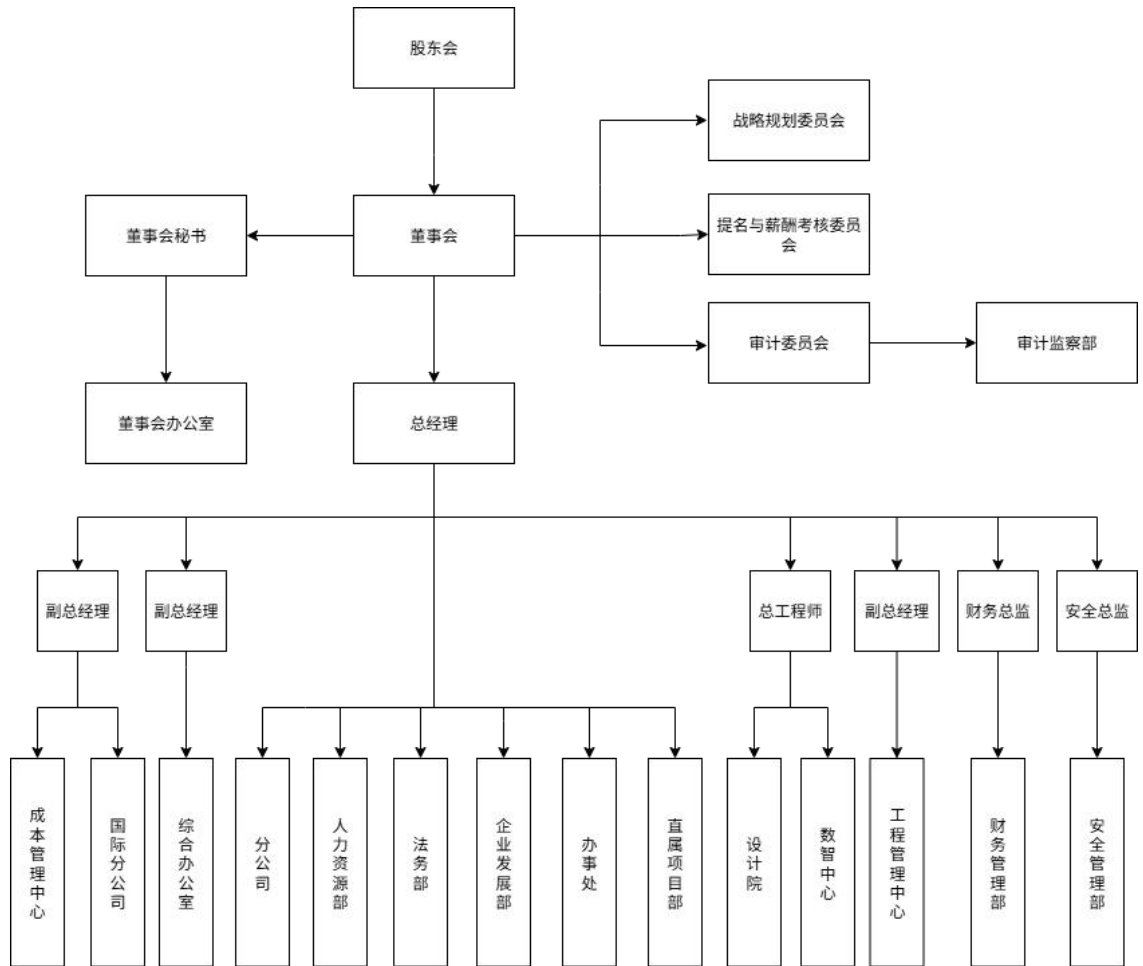 股东会
战略规划委员会
董事会秘书
董事会
提名与薪酬考核委员
会
审计委员会
审计监察部
董事会办公室
总经理
副总经理
副总经理
总工程师
副总经理
财务总监
安全总监
成本管理中心
国际分公司
综合办公室
分公司
人力资源部
法务部
企业发展部
办事处
直属项目部
设计院
数智中心
工程管理中心
财务管理部
安全管理部